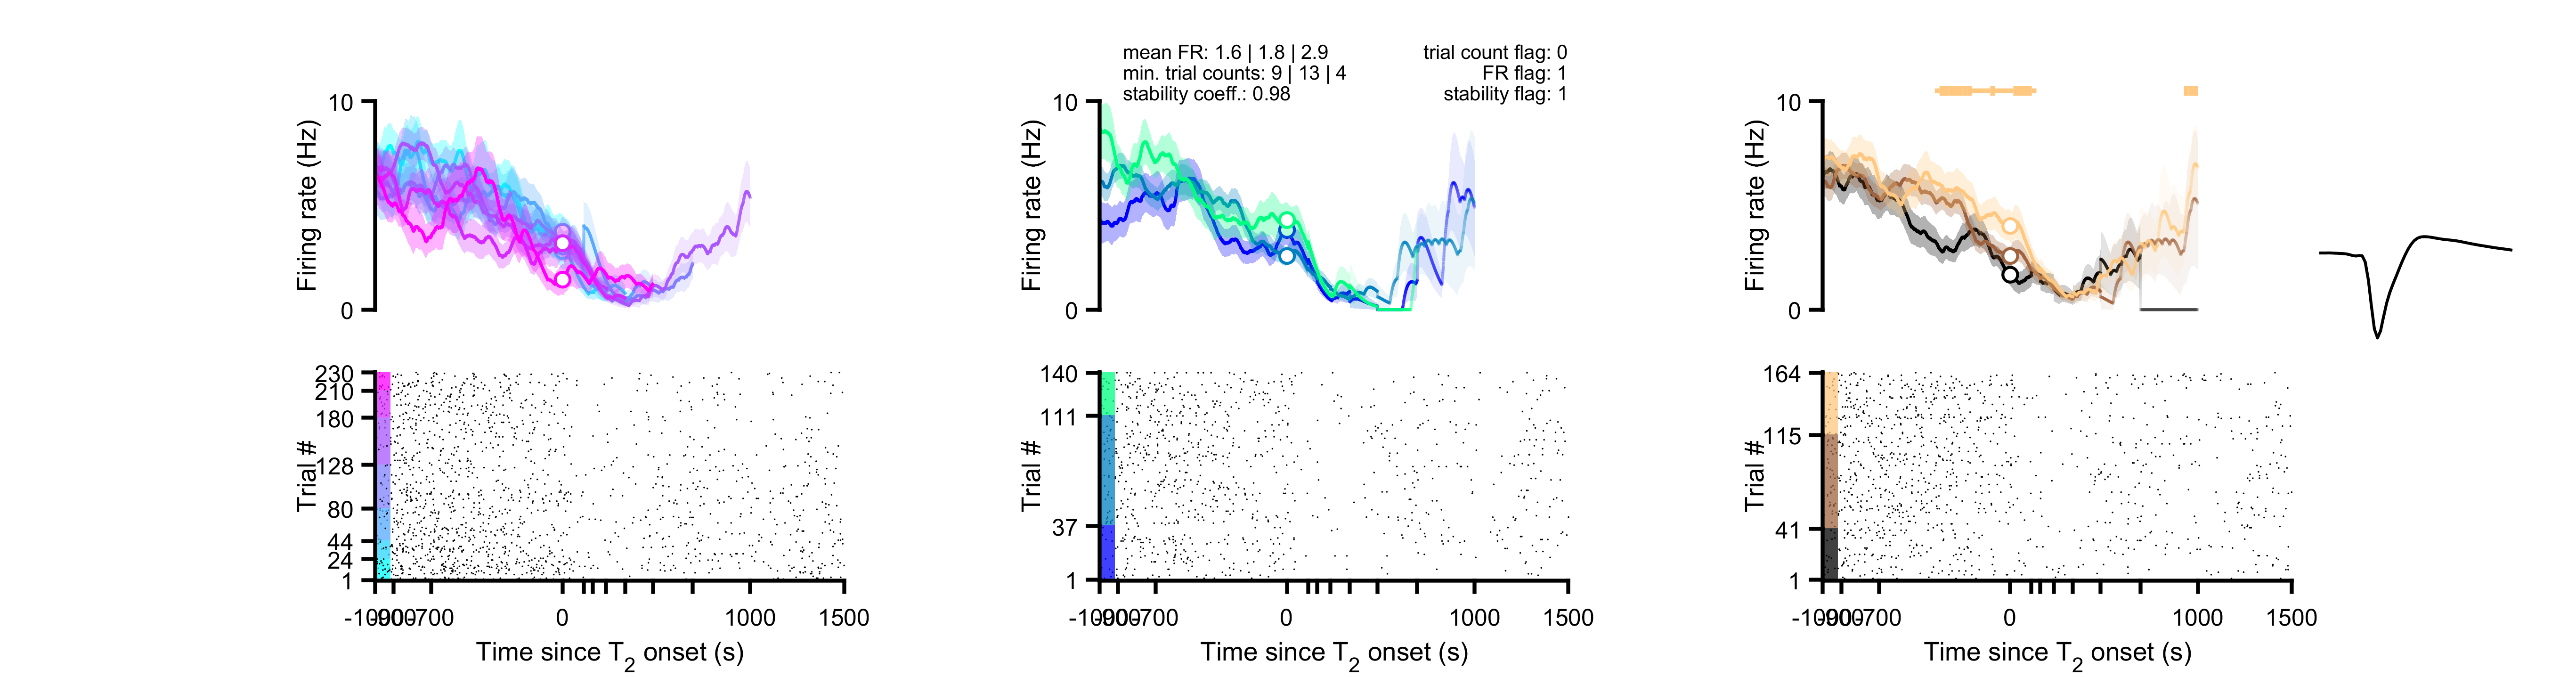 mean FR: 1.6 | 1.8 | 2.9
min. trial counts: 9 | 13 | 4
stability coeff.: 0.98
trial count flag: 0
FR flag: 1
stability flag: 1
10
Firing rate (Hz)
0
10
Firing rate (Hz)
0
10
Firing rate (Hz)
0
230
210
180
128
80
44
24
1
Trial #
0
1000
1500
-700
Time since T2 onset (s)
140
111
37
1
Trial #
-700
0
1000
1500
Time since T2 onset (s)
164
115
41
1
Trial #
-700
0
1000
1500
Time since T2 onset (s)